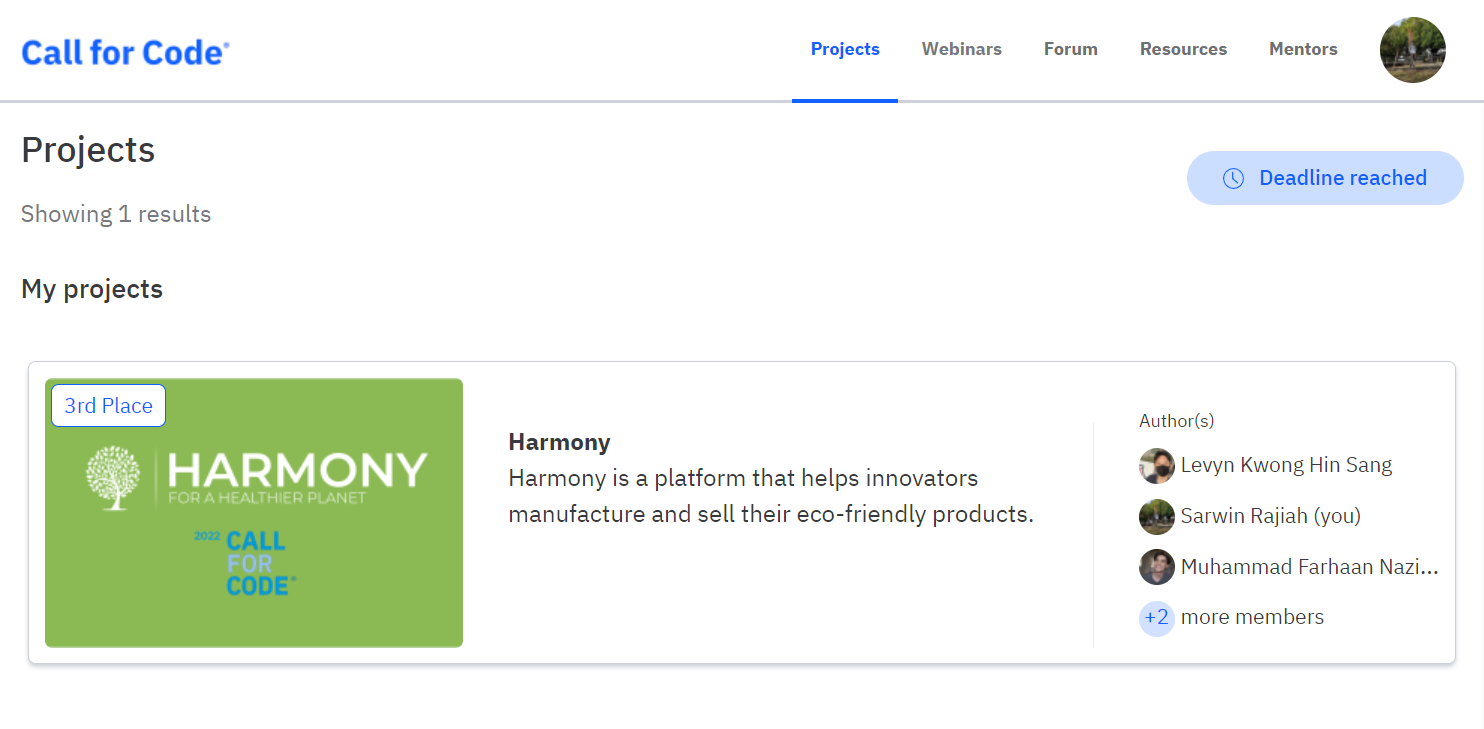 Call for Code®
Projects
Webinars
Forum
Resources
Mentors
Projects
Deadline reached
Showing 1 results
My projects
3rd Place
HARMONY
FOR A HEALTHIER PLANET
2022 CALL
FOR
CODE®
Harmony
Harmony is a platform that helps innovators
manufacture and sell their eco-friendly products.
Author(s)
Levyn Kwong Hin Sang
Sarwin Rajiah (you)
Muhammad Farhaan Nazi...
+2 more members